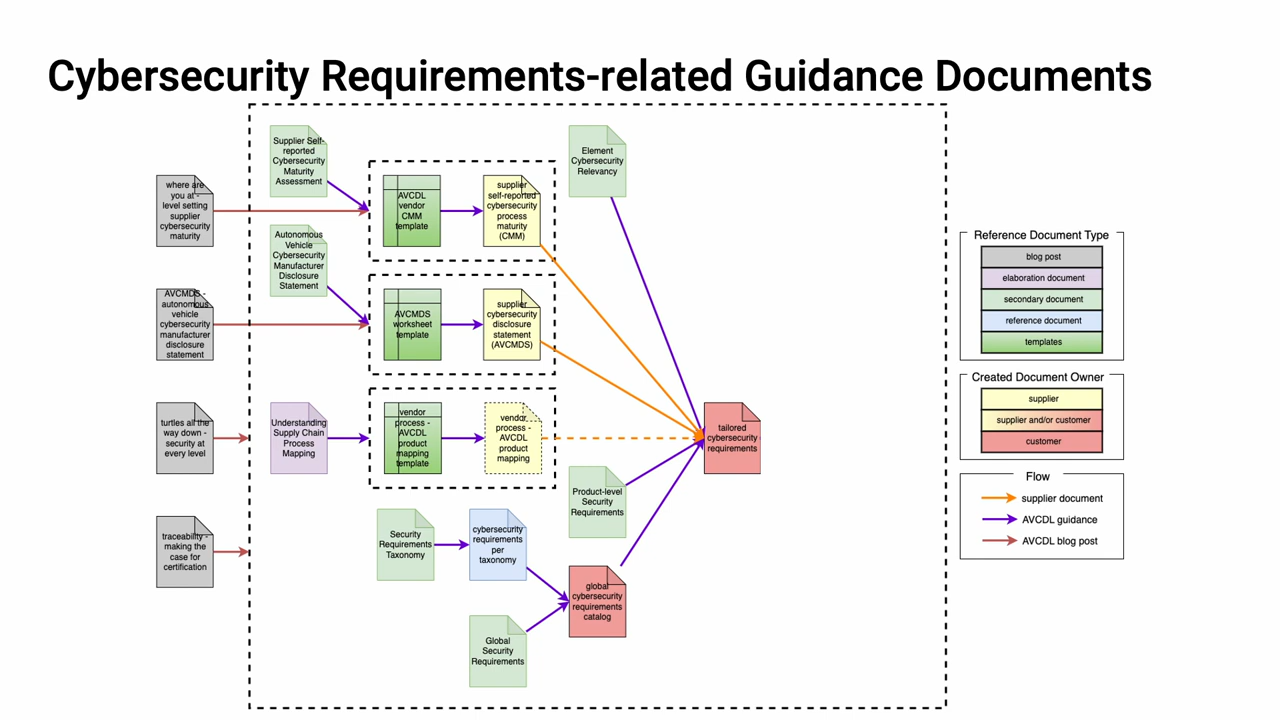 Cybersecurity Requirements-related Guidance Documents
where are
you at -
level setting
supplier
cybersecurity
maturity
AVCMDS -
autonomous
vehicle
cybersecurity
manufacturer
disclosure
statement
turtles all the
way down -
security at
every level
traceability -
making the
case for
certification
Supplier Self-
reported
Cybersecurity
Maturity
Assessment
Autonomous
Vehicle
Cybersecurity
Manufacturer
Disclosure
Statement
Understanding
Supply Chain
Process
Mapping
AVCDL
vendor
CMM
template
supplier
self-reported
cybersecurity
process
maturity
(CMM)
AVCMDS
worksheet
template
supplier
cybersecurity
disclosure
statement
(AVCMDS)
vendor
process -
AVCDL
product
mapping
template
vendor
process -
AVCDL
product
mapping
Security
Requirements
Taxonomy
cybersecurity
requirements
per
taxonomy
Global
Security
Requirements
Element
Cybersecurity
Relevancy
Product-level
Security
Requirements
global
cybersecurity
requirements
catalog
tailored
cybersecurity
requirements
Reference Document Type
blog post
elaboration document
secondary document
reference document
templates
Created Document Owner
supplier
supplier and/or customer
customer
Flow
supplier document
AVCDL guidance
AVCDL blog post